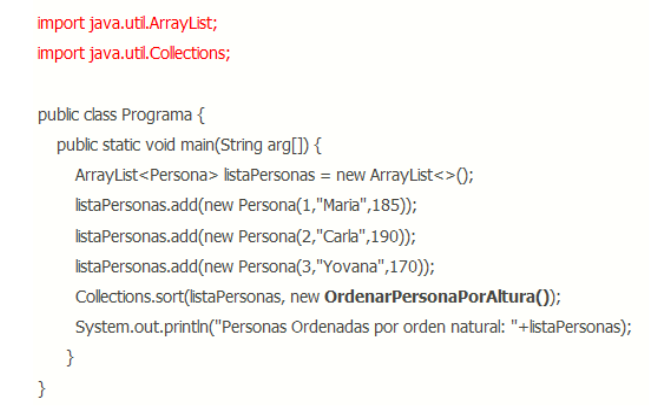 import java.util.ArrayList;
import java.util.Collections;
public class Programa {
public static void main(String arg[]) {
ArrayList<Persona> listaPersonas = new ArrayList<>();
listaPersonas.add(new Persona(1,"Maria",185));
listaPersonas.add(new Persona(2,"Carla",190));
listaPersonas.add(new Persona(3,"Yovana",170));
Collections.sort(listaPersonas, new OrdenarPersonaPorAltura());
System.out.println("Personas Ordenadas por orden natural: "+listaPersonas);
}
}